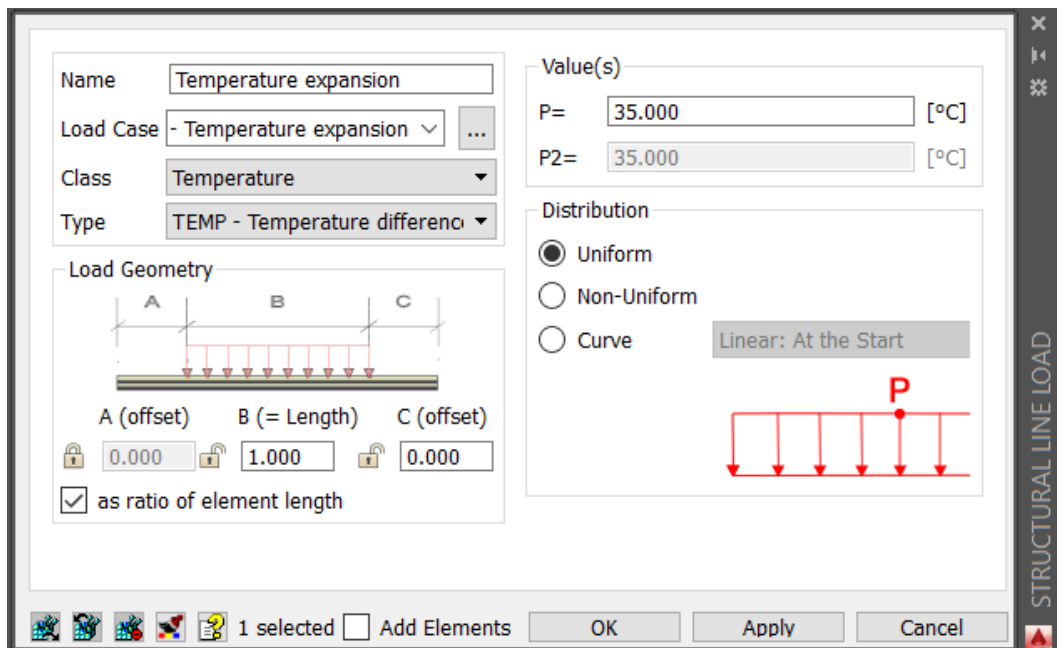 Name Temperature expansion
Load Case - Temperature expansion ...
Class Temperature
Type TEMP - Temperature differenc
Value(s)
P= 35.000 [ºC]
P2= 35.000 [ºC]
Load Geometry
A B C
A (offset) B (= Length) C (offset)
0.000 1.000 0.000
as ratio of element length
Distribution
Uniform
Non-Uniform
Curve Linear: At the Start
P
1 selected Add Elements OK Apply Cancel
STRUCTURAL LINE LOAD